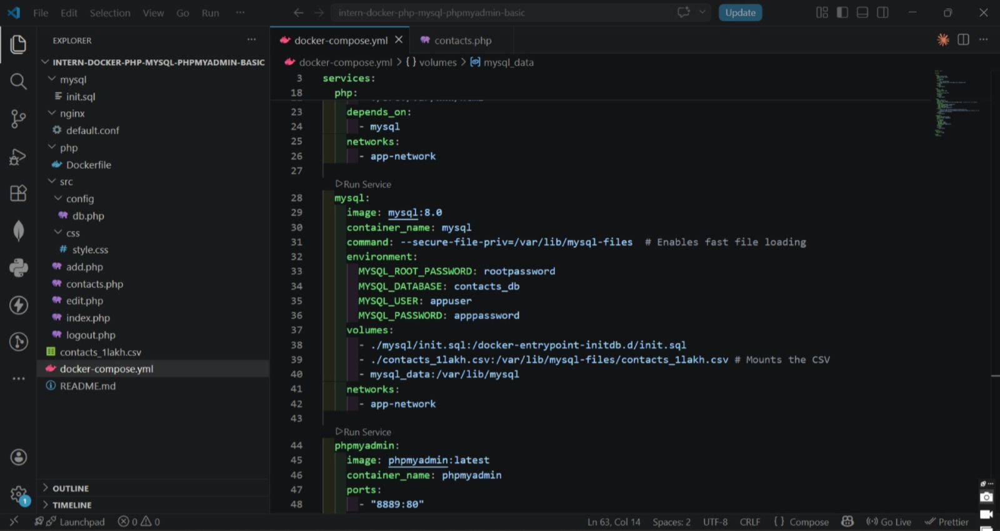 File Edit Selection View Go Run ···
intern-docker-php-mysql-phpmyadmin-basic
Update
EXPLORER ···
INTERN-DOCKER-PHP-MYSQL-PHPMYADMIN-BASIC
mysql
init.sql
nginx
default.conf
php
Dockerfile
src
config
db.php
css
style.css
add.php
contacts.php
edit.php
index.php
logout.php
contacts_1lakh.csv
docker-compose.yml
README.md
OUTLINE
TIMELINE
docker-compose.yml contacts.php
docker-compose.yml > {} volumes > mysql_data
3 services:
18 php:
23 depends_on:
24 - mysql
25 networks:
26 - app-network
27
Run Service
28 mysql:
29 image: mysql:8.0
30 container_name: mysql
31 command: --secure-file-priv=/var/lib/mysql-files # Enables fast file loading
32 environment:
33 MYSQL_ROOT_PASSWORD: rootpassword
34 MYSQL_DATABASE: contacts_db
35 MYSQL_USER: appuser
36 MYSQL_PASSWORD: apppassword
37 volumes:
38 - ./mysql/init.sql:/docker-entrypoint-initdb.d/init.sql
39 - ./contacts_1lakh.csv:/var/lib/mysql-files/contacts_1lakh.csv # Mounts the CSV
40 - mysql_data:/var/lib/mysql
41 networks:
42 - app-network
43
Run Service
44 phpmyadmin:
45 image: phpmyadmin:latest
46 container_name: phpmyadmin
47 ports:
48 - "8889:80"
1
Launchpad 0 0 Ln 63, Col 14 Spaces: 2 UTF-8 CRLF {} Compose Go Live Prettier